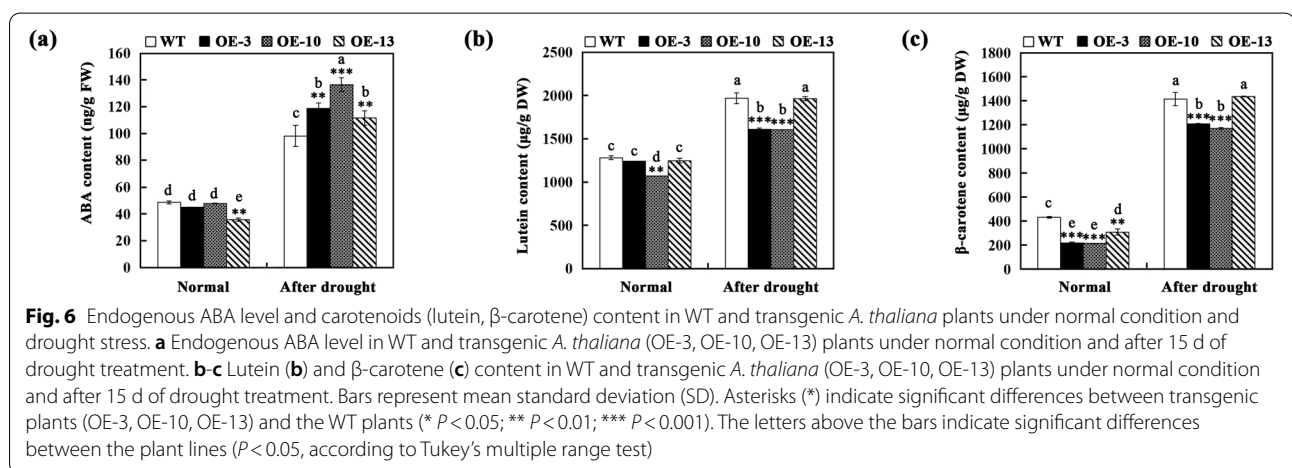 (a)
WT OE-3 OE-10 OE-13
ABA content (ng/g FW)
160
140
120
100
80
60
40
20
0
d d d e
**
c b a b
** *** **
Normal After drought
(b)
WT OE-3 OE-10 OE-13
Lutein content (µg/g DW)
2500
2000
1500
1000
500
0
c c d c
**
a b b a
*** ***
Normal After drought
(c)
WT OE-3 OE-10 OE-13
β-carotene content (µg/g DW)
1800
1600
1400
1200
1000
800
600
400
200
0
c e e d
*** *** **
a b b a
*** ***
Normal After drought
Fig. 6 Endogenous ABA level and carotenoids (lutein, β-carotene) content in WT and transgenic A. thaliana plants under normal condition and
drought stress. a Endogenous ABA level in WT and transgenic A. thaliana (OE-3, OE-10, OE-13) plants under normal condition and after 15 d of
drought treatment. b-c Lutein (b) and β-carotene (c) content in WT and transgenic A. thaliana (OE-3, OE-10, OE-13) plants under normal condition
and after 15 d of drought treatment. Bars represent mean standard deviation (SD). Asterisks (*) indicate significant differences between transgenic
plants (OE-3, OE-10, OE-13) and the WT plants (* P < 0.05; ** P < 0.01; *** P < 0.001). The letters above the bars indicate significant differences
between the plant lines (P < 0.05, according to Tukey's multiple range test)